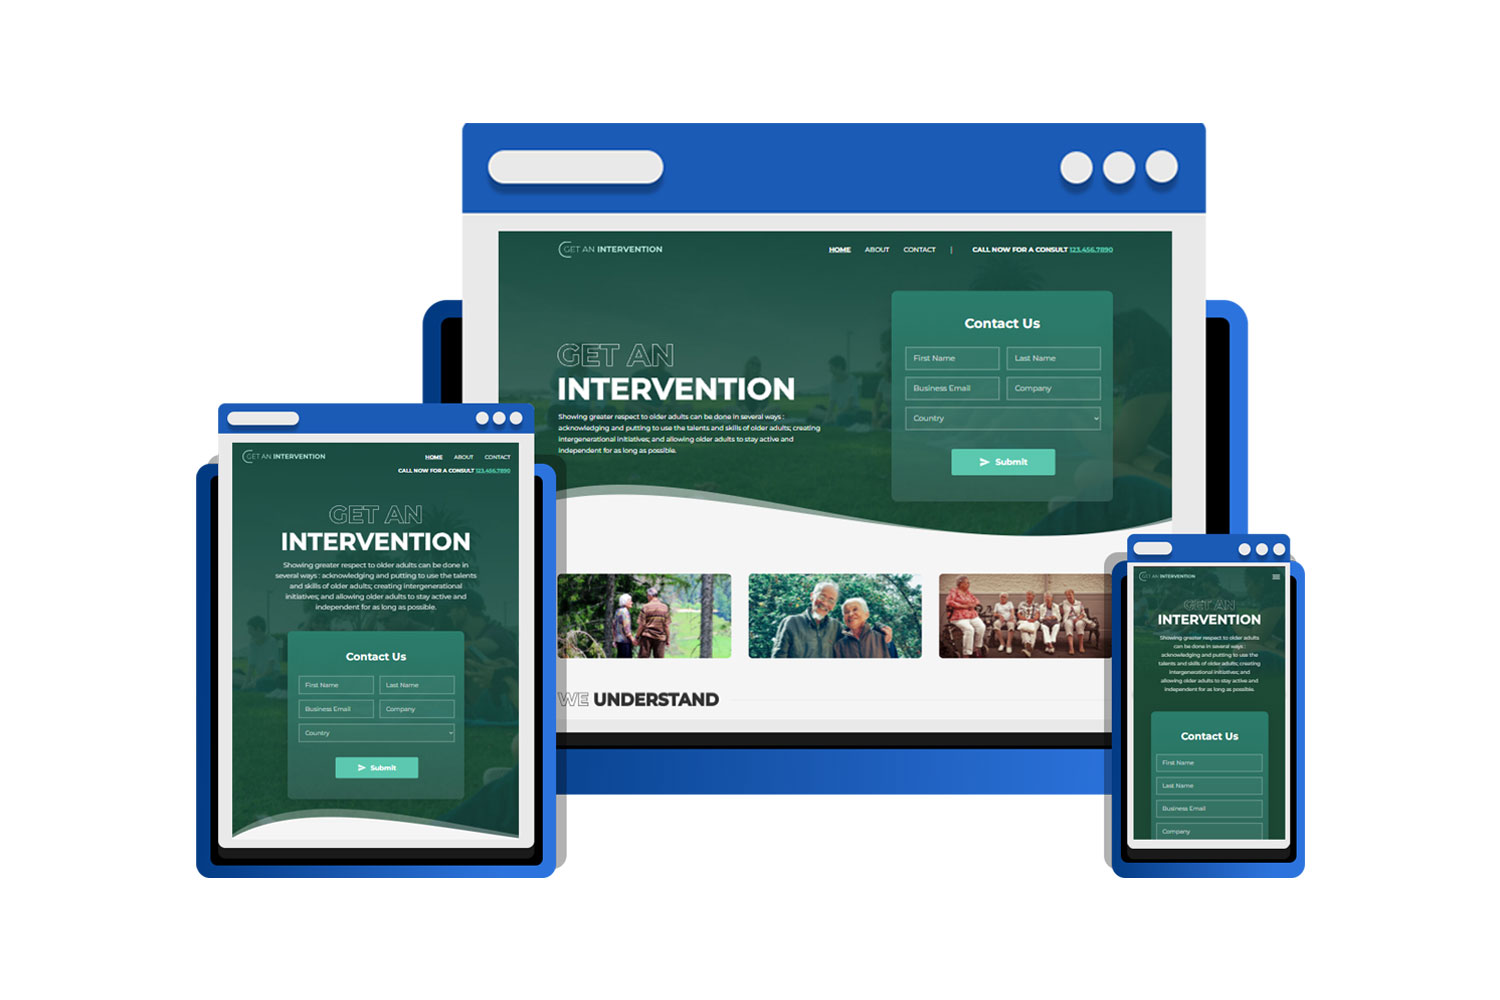 GET AN INTERVENTION
HOME ABOUT CONTACT | CALL NOW FOR A CONSULT 123.456.7890
GET AN
INTERVENTION
Showing greater respect to older adults can be done in several ways :
acknowledging and putting to use the talents and skills of older adults; creating
intergenerational initiatives; and allowing older adults to stay active and
independent for as long as possible.
Contact Us
First Name Last Name
Business Email Company
Country
Submit
WE UNDERSTAND
GET AN INTERVENTION
HOME ABOUT CONTACT
CALL NOW FOR A CONSULT 123.456.7890
GET AN
INTERVENTION
Showing greater respect to older adults can be done in
several ways : acknowledging and putting to use the talents
and skills of older adults; creating intergenerational
initiatives; and allowing older adults to stay active and
independent for as long as possible.
Contact Us
First Name Last Name
Business Email Company
Country
Submit
GET AN INTERVENTION
GET AN
INTERVENTION
Showing greater respect to older adults
can be done in several ways :
acknowledging and putting to use the
talents and skills of older adults; creating
intergenerational initiatives; and
allowing older adults to stay active and
independent for as long as possible.
Contact Us
First Name
Last Name
Business Email
Company